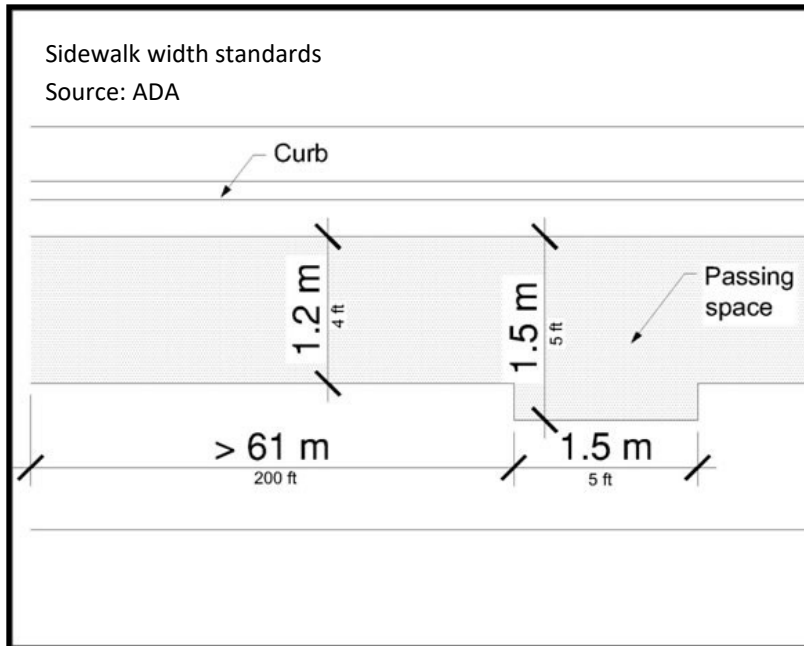 Sidewalk width standards
Source: ADA
Curb
1.2 m
4 ft
1.5 m
5 ft
Passing
space
> 61 m
200 ft
1.5 m
5 ft